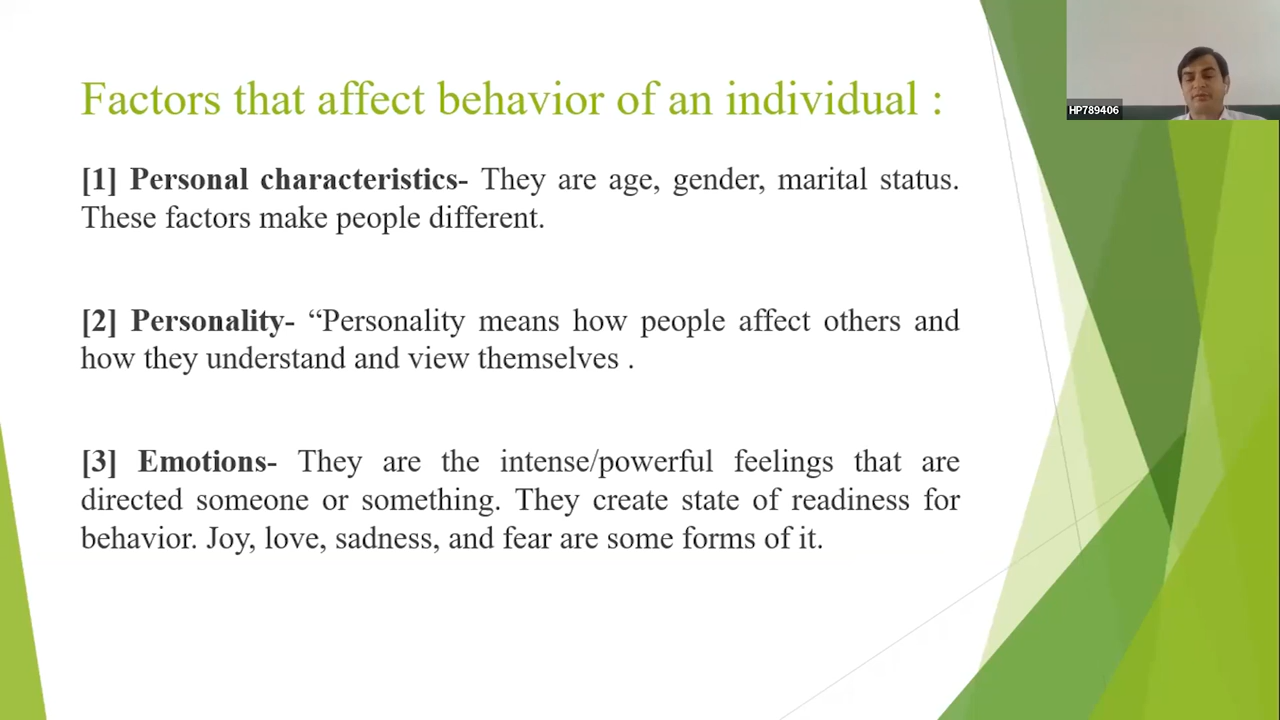 Factors that affect behavior of an individual :
HP789406
[1] Personal characteristics- They are age, gender, marital status.
These factors make people different.
[2] Personality- “Personality means how people affect others and
how they understand and view themselves .
[3] Emotions- They are the intense/powerful feelings that are
directed someone or something. They create state of readiness for
behavior. Joy, love, sadness, and fear are some forms of it.